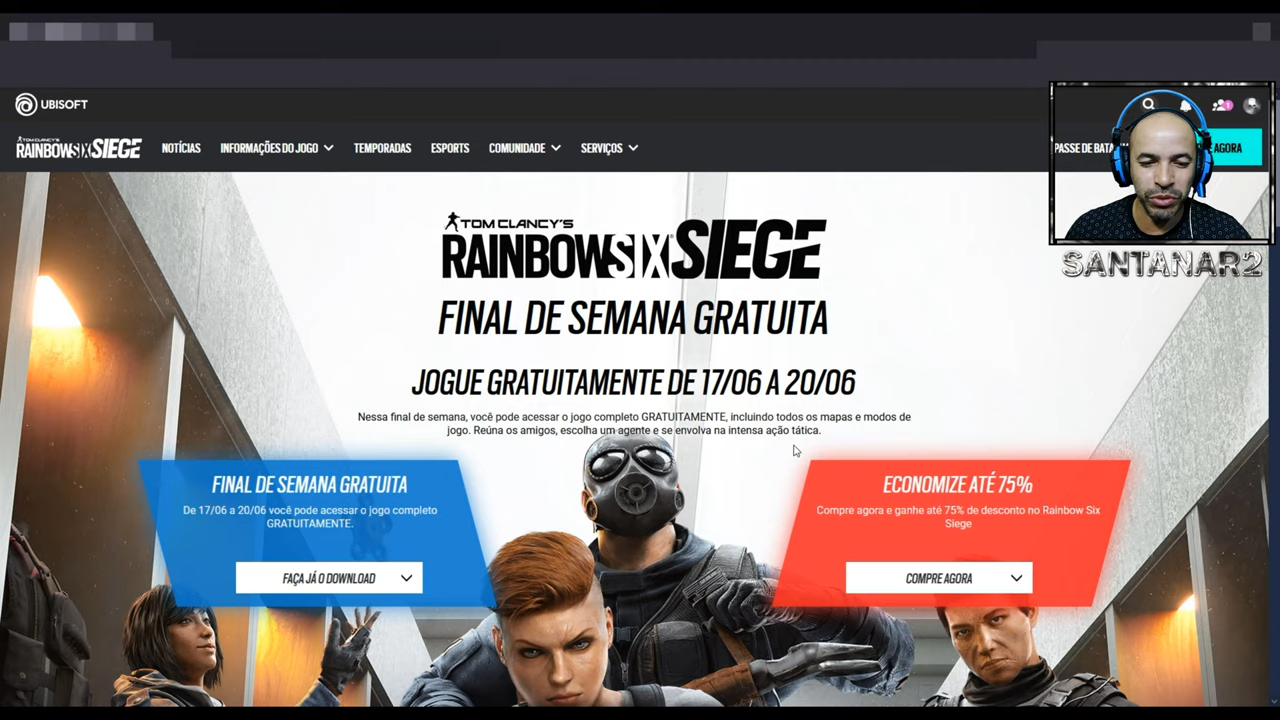 UBISOFT
TOM CLANCY'S
RAINBOWSIXSIEGE
NOTÍCIAS
INFORMAÇÕES DO JOGO
TEMPORADAS
ESPORTS
COMUNIDADE
SERVIÇOS
PASSE DE
AGORA
SANTANAR2
TOM CLANCY'S
RAINBOWSIXSIEGE
FINAL DE SEMANA GRATUITA
JOGUE GRATUITAMENTE DE 17/06 A 20/06
Nessa final de semana, você pode acessar o jogo completo GRATUITAMENTE, incluindo todos os mapas e modos de
jogo. Reúna os amigos, escolha um agente e se envolva na intensa ação tática.
FINAL DE SEMANA GRATUITA
De 17/06 a 20/06 você pode acessar o jogo completo
GRATUITAMENTE.
FAÇA JÁ O DOWNLOAD
ECONOMIZE ATÉ 75%
Compre agora e ganhe até 75% de desconto no Rainbow Six
Siege
COMPRE AGORA